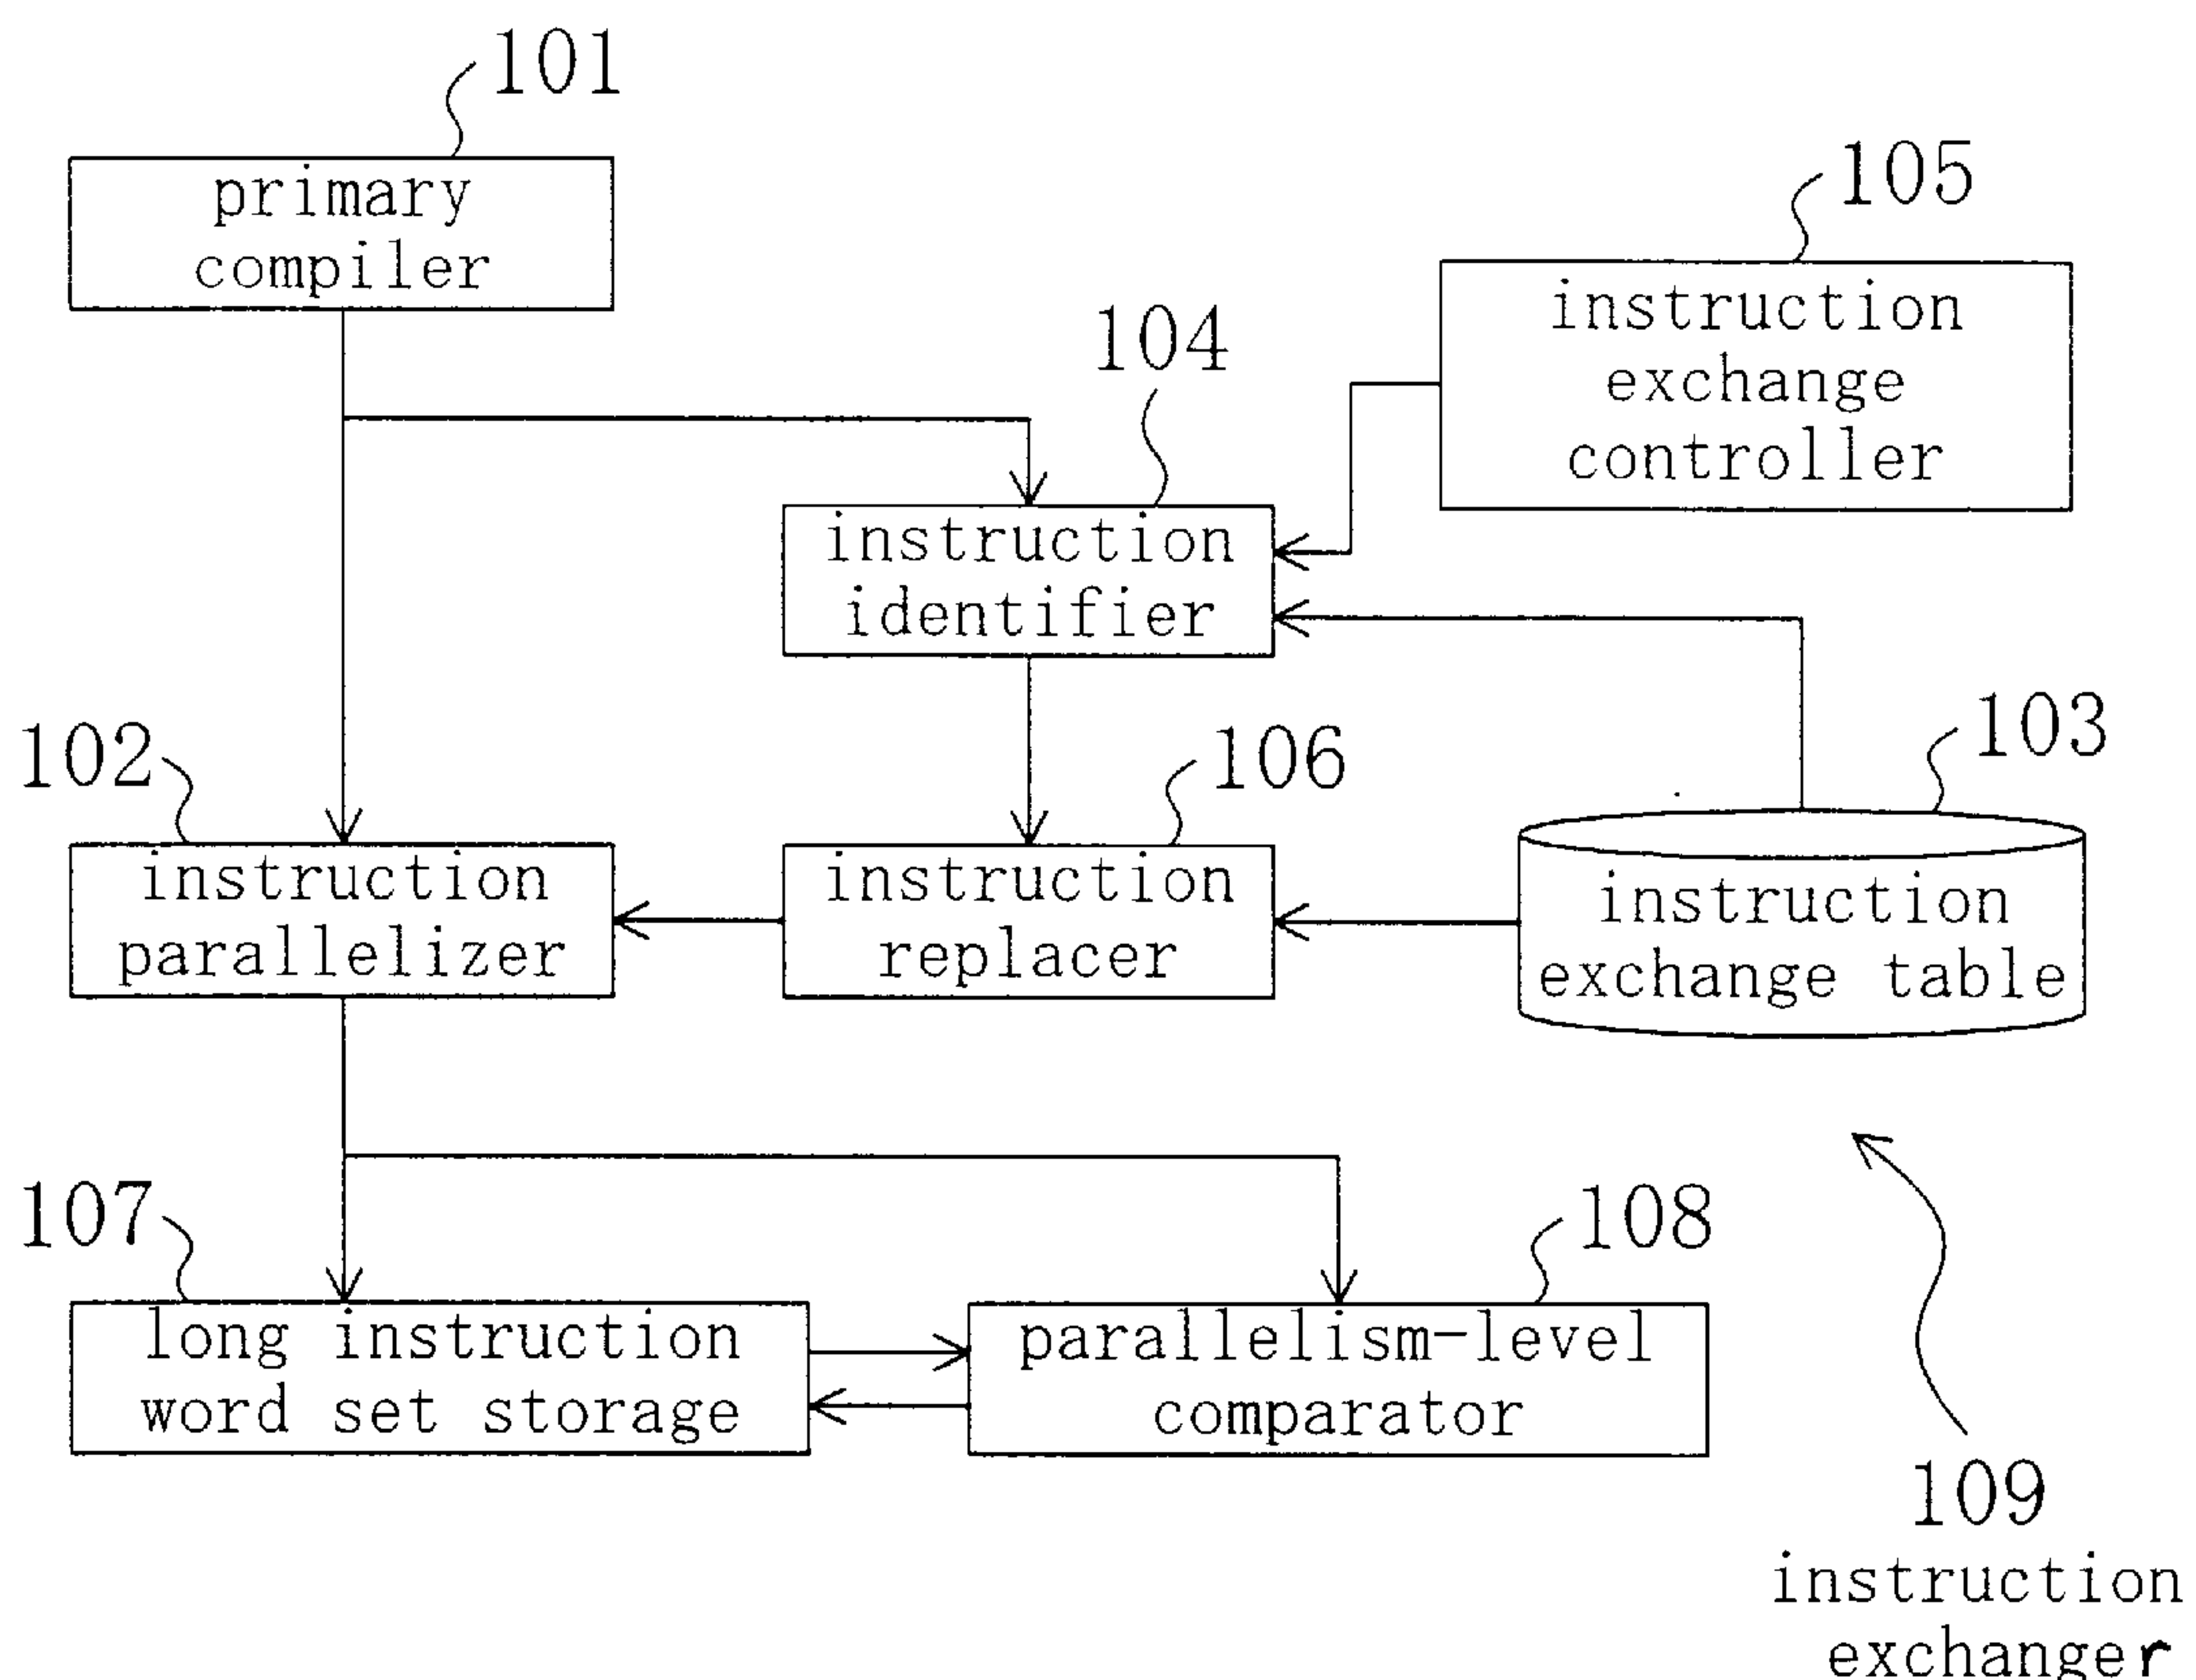 101
primary
compiler
105
instruction
exchange
controller
104
instruction
identifier
103
instruction
exchange table
102
instruction
parallelizer
106
instruction
replacer
107
long instruction
word set storage
108
parallelism-level
comparator
109
instruction
exchanger